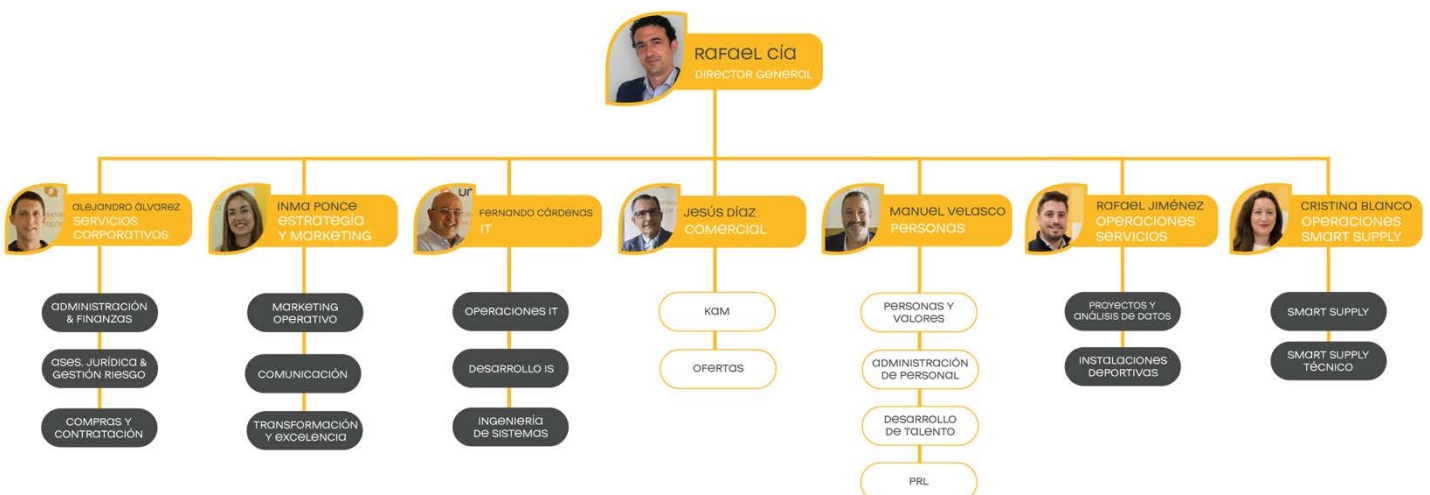 Rafael Cía
Director General
Alejandro Álvarez
Servicios
Corporativos
Inma Ponce
Estrategia
y Marketing
Fernando Cárdenas
IT
Jesús Díaz
Comercial
Manuel Velasco
Personas
Rafael Jiménez
Operaciones
Servicios
Cristina Blanco
Operaciones
Smart Supply
Administración
& Finanzas
Ases. Jurídica &
Gestión Riesgo
Compras y
Contratación
Marketing
Operativo
Comunicación
Transformación
y Excelencia
Operaciones IT
Desarrollo IS
Ingeniería
de Sistemas
KAM
Ofertas
Personas y
Valores
Administración
de Personal
Desarrollo
de Talento
PRL
Proyectos y
Análisis de Datos
Instalaciones
Deportivas
Smart Supply
Smart Supply
Técnico